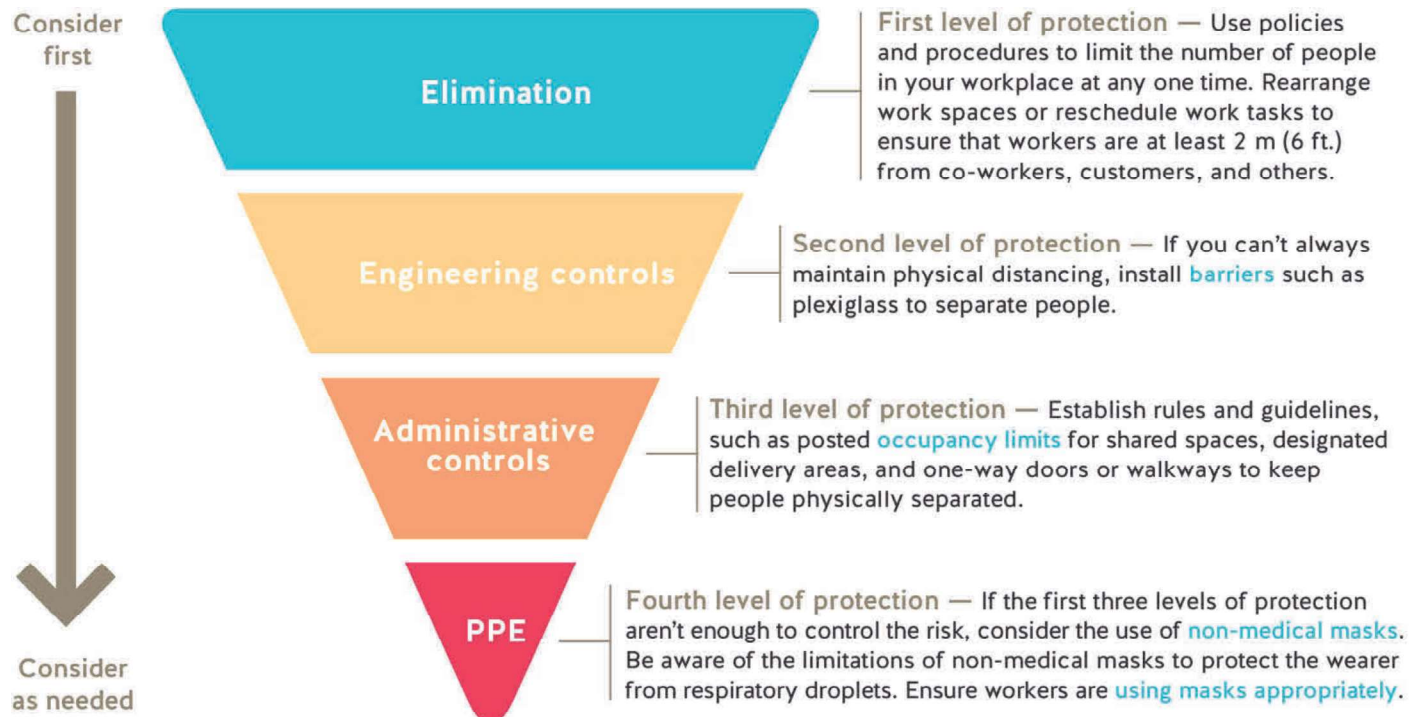 Consider
first
Elimination
First level of protection — Use policies
and procedures to limit the number of people
in your workplace at any one time. Rearrange
work spaces or reschedule work tasks to
ensure that workers are at least 2 m (6 ft.)
from co-workers, customers, and others.
Engineering controls
Second level of protection — If you can’t always
maintain physical distancing, install barriers such as
plexiglass to separate people.
Administrative
controls
Third level of protection — Establish rules and guidelines,
such as posted occupancy limits for shared spaces, designated
delivery areas, and one-way doors or walkways to keep
people physically separated.
PPE
Fourth level of protection — If the first three levels of protection
aren’t enough to control the risk, consider the use of non-medical masks.
Be aware of the limitations of non-medical masks to protect the wearer
from respiratory droplets. Ensure workers are using masks appropriately.
Consider
as needed